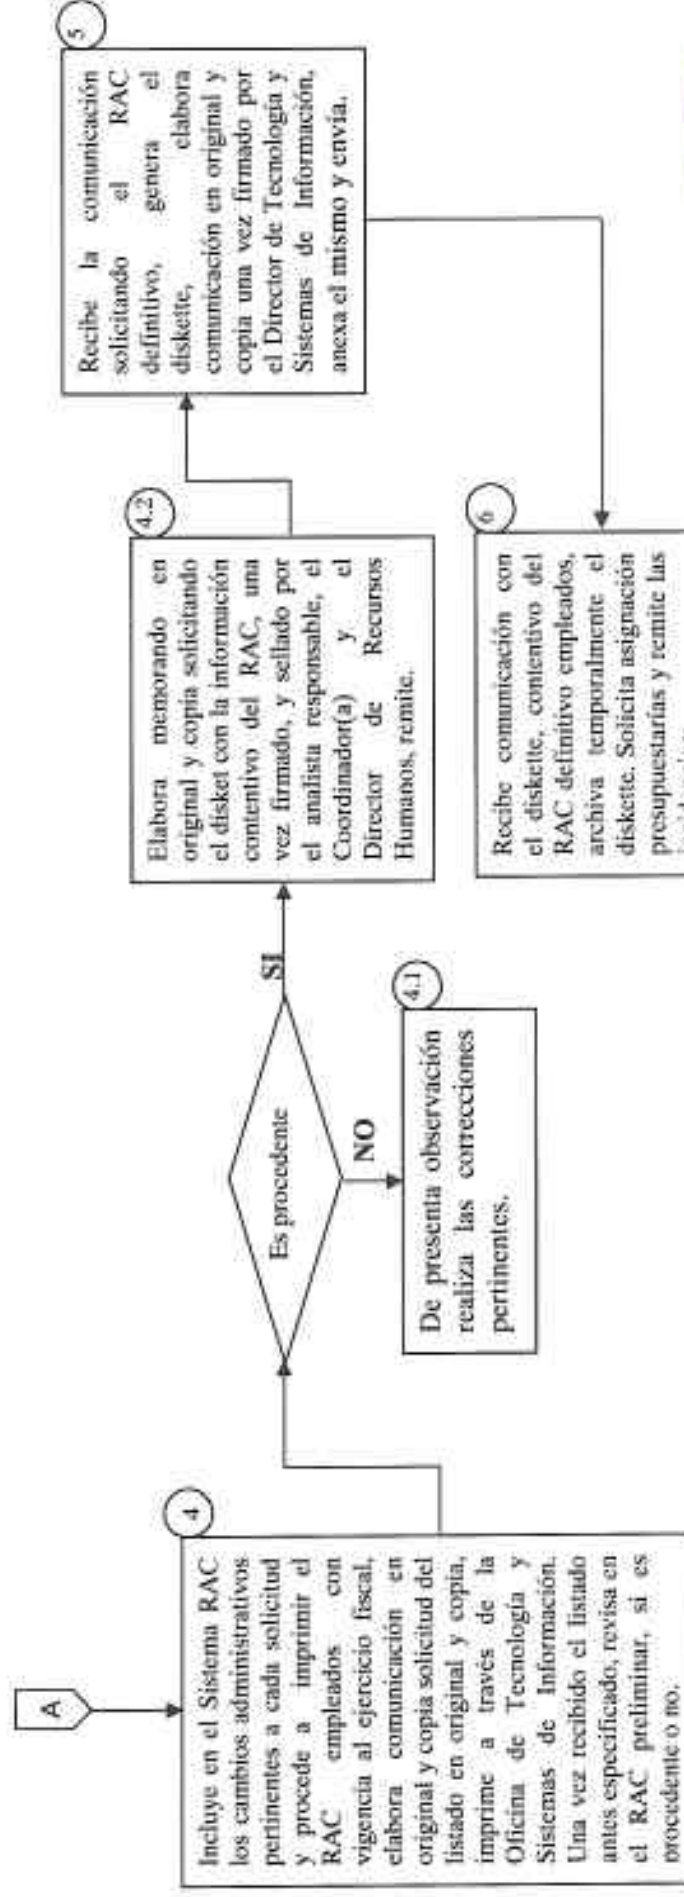 A
4
Incluye en el Sistema RAC
los cambios administrativos
pertinentes a cada solicitud
y procede a imprimir el
RAC empleados con
vigencia al ejercicio fiscal,
elabora comunicación en
original y copia solicitud del
listado en original y copia,
imprime a través de la
Oficina de Tecnología y
Sistemas de Información.
Una vez recibido el listado
antes especificado, revisa en
el RAC preliminar, si es
procedente o no.
Es procedente
SI
NO
4.1
De presenta observación
realiza las correcciones
pertinentes.
4.2
Elabora memorando en
original y copia solicitando
el disket con la información
contentivo del RAC, una
vez firmado, y sellado por
el analista responsable, el
Coordinador(a) y el
Director de Recursos
Humanos, remite.
5
Recibe la comunicación
solicitando el RAC
definitivo, genera el
diskette, elabora
comunicación en original y
copia una vez firmado por
el Director de Tecnología y
Sistemas de Información,
anexa el mismo y envía.
6
Recibe comunicación con
el diskette, contentivo del
RAC definitivo empleados,
archiva temporalmente el
diskette. Solicita asignación
presupuestarías y remite las